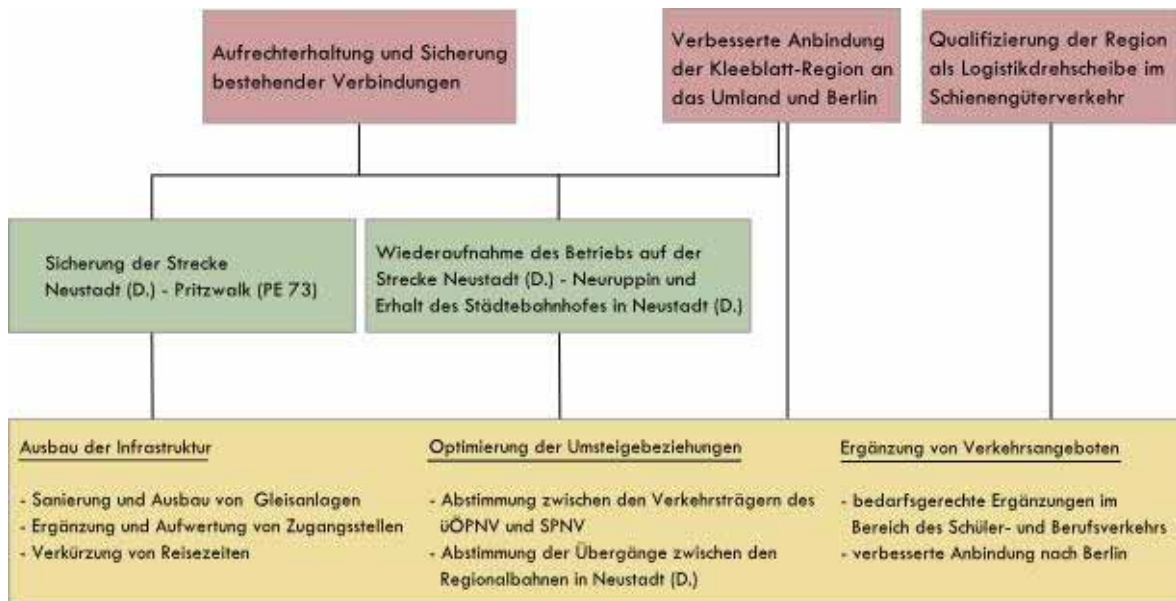 Aufrechterhaltung und Sicherung
bestehender Verbindungen
Verbesserte Anbindung
der Kleeblatt-Region an
das Umland und Berlin
Qualifizierung der Region
als Logistikdrehscheibe im
Schienengüterverkehr
Sicherung der Strecke
Neustadt (D.) - Pritzwalk (PE 73)
Wiederaufnahme des Betriebs auf der
Strecke Neustadt (D.) - Neuruppin und
Erhalt des Städtebahnhofes in Neustadt (D.)
Ausbau der Infrastruktur
- Sanierung und Ausbau von Gleisanlagen
- Ergänzung und Aufwertung von Zugangsstellen
- Verkürzung von Reisezeiten
Optimierung der Umsteigebeziehungen
- Abstimmung zwischen den Verkehrsträgern des
üÖPNV und SPNV
- Abstimmung der Übergänge zwischen den
Regionalbahnen in Neustadt (D.)
Ergänzung von Verkehrsangeboten
- bedarfsgerechte Ergänzungen im
Bereich des Schüler- und Berufsverkehrs
- verbesserte Anbindung nach Berlin